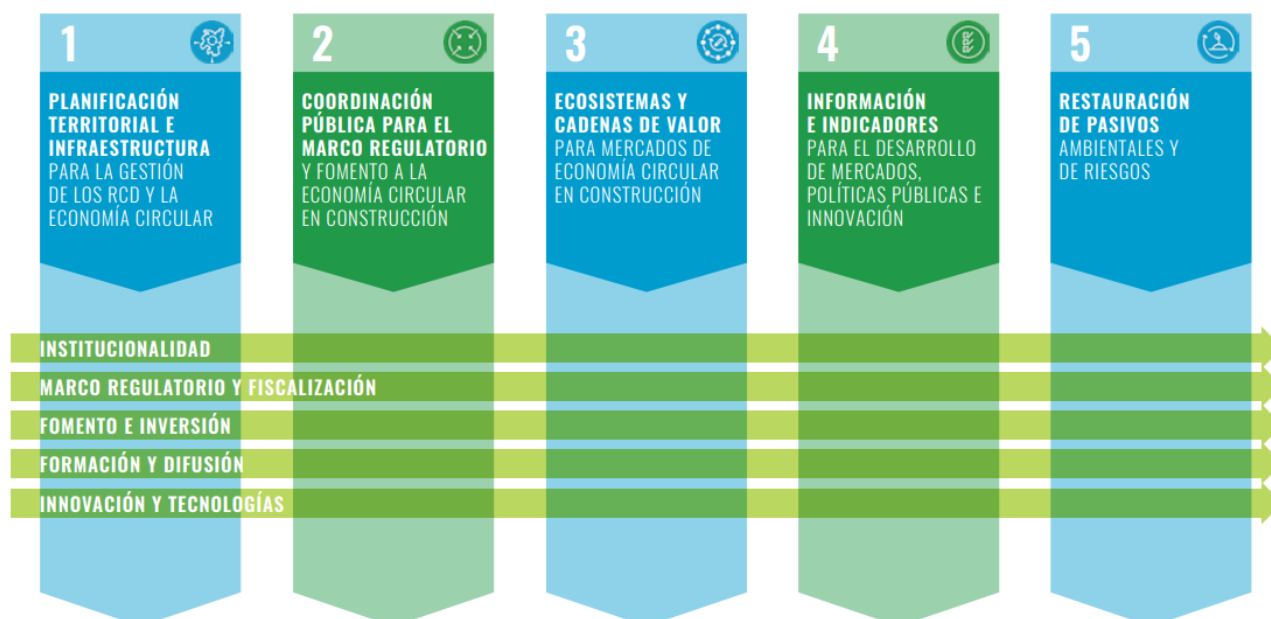 1
PLANIFICACIÓN
TERRITORIAL E
INFRAESTRUCTURA
PARA LA GESTIÓN
DE LOS RCD Y LA
ECONOMÍA CIRCULAR
2
COORDINACIÓN
PÚBLICA PARA EL
MARCO REGULATORIO
Y FOMENTO A LA
ECONOMÍA CIRCULAR
EN CONSTRUCCIÓN
3
ECOSISTEMAS Y
CADENAS DE VALOR
PARA MERCADOS DE
ECONOMÍA CIRCULAR
EN CONSTRUCCIÓN
4
INFORMACIÓN
E INDICADORES
PARA EL DESARROLLO
DE MERCADOS,
POLÍTICAS PÚBLICAS E
INNOVACIÓN
5
RESTAURACIÓN
DE PASIVOS
AMBIENTALES Y
DE RIESGOS
INSTITUCIONALIDAD
MARCO REGULATORIO Y FISCALIZACIÓN
FOMENTO E INVERSIÓN
FORMACIÓN Y DIFUSIÓN
INNOVACIÓN Y TECNOLOGÍAS